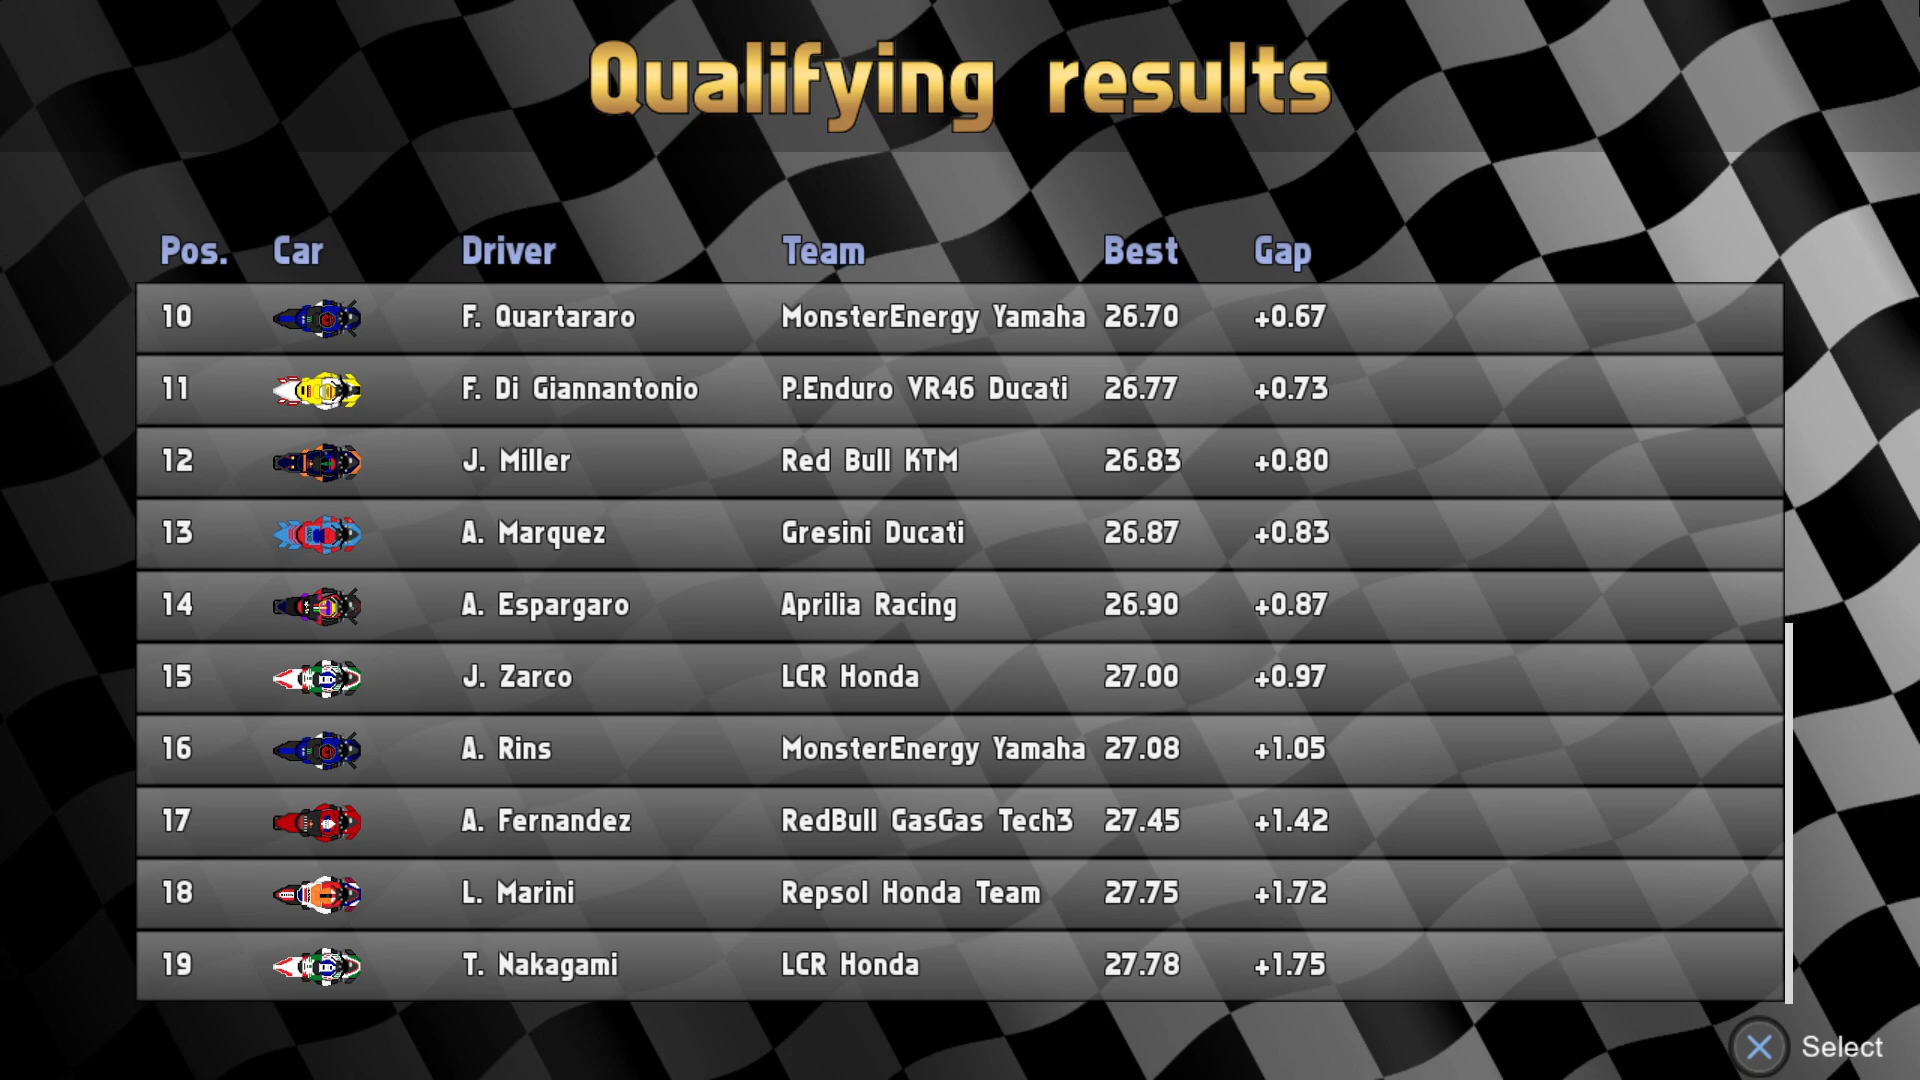 Qualifying results
Pos. Car Driver Team Best Gap
10 F. Quartararo MonsterEnergy Yamaha 26.70 +0.67
11 F. Di Giannantonio P.Enduro VR46 Ducati 26.77 +0.73
12 J. Miller Red Bull KTM 26.83 +0.80
13 A. Marquez Gresini Ducati 26.87 +0.83
14 A. Espargaro Aprilia Racing 26.90 +0.87
15 J. Zarco LCR Honda 27.00 +0.97
16 A. Rins MonsterEnergy Yamaha 27.08 +1.05
17 A. Fernandez RedBull GasGas Tech3 27.45 +1.42
18 L. Marini Repsol Honda Team 27.75 +1.72
19 T. Nakagami LCR Honda 27.78 +1.75
Select